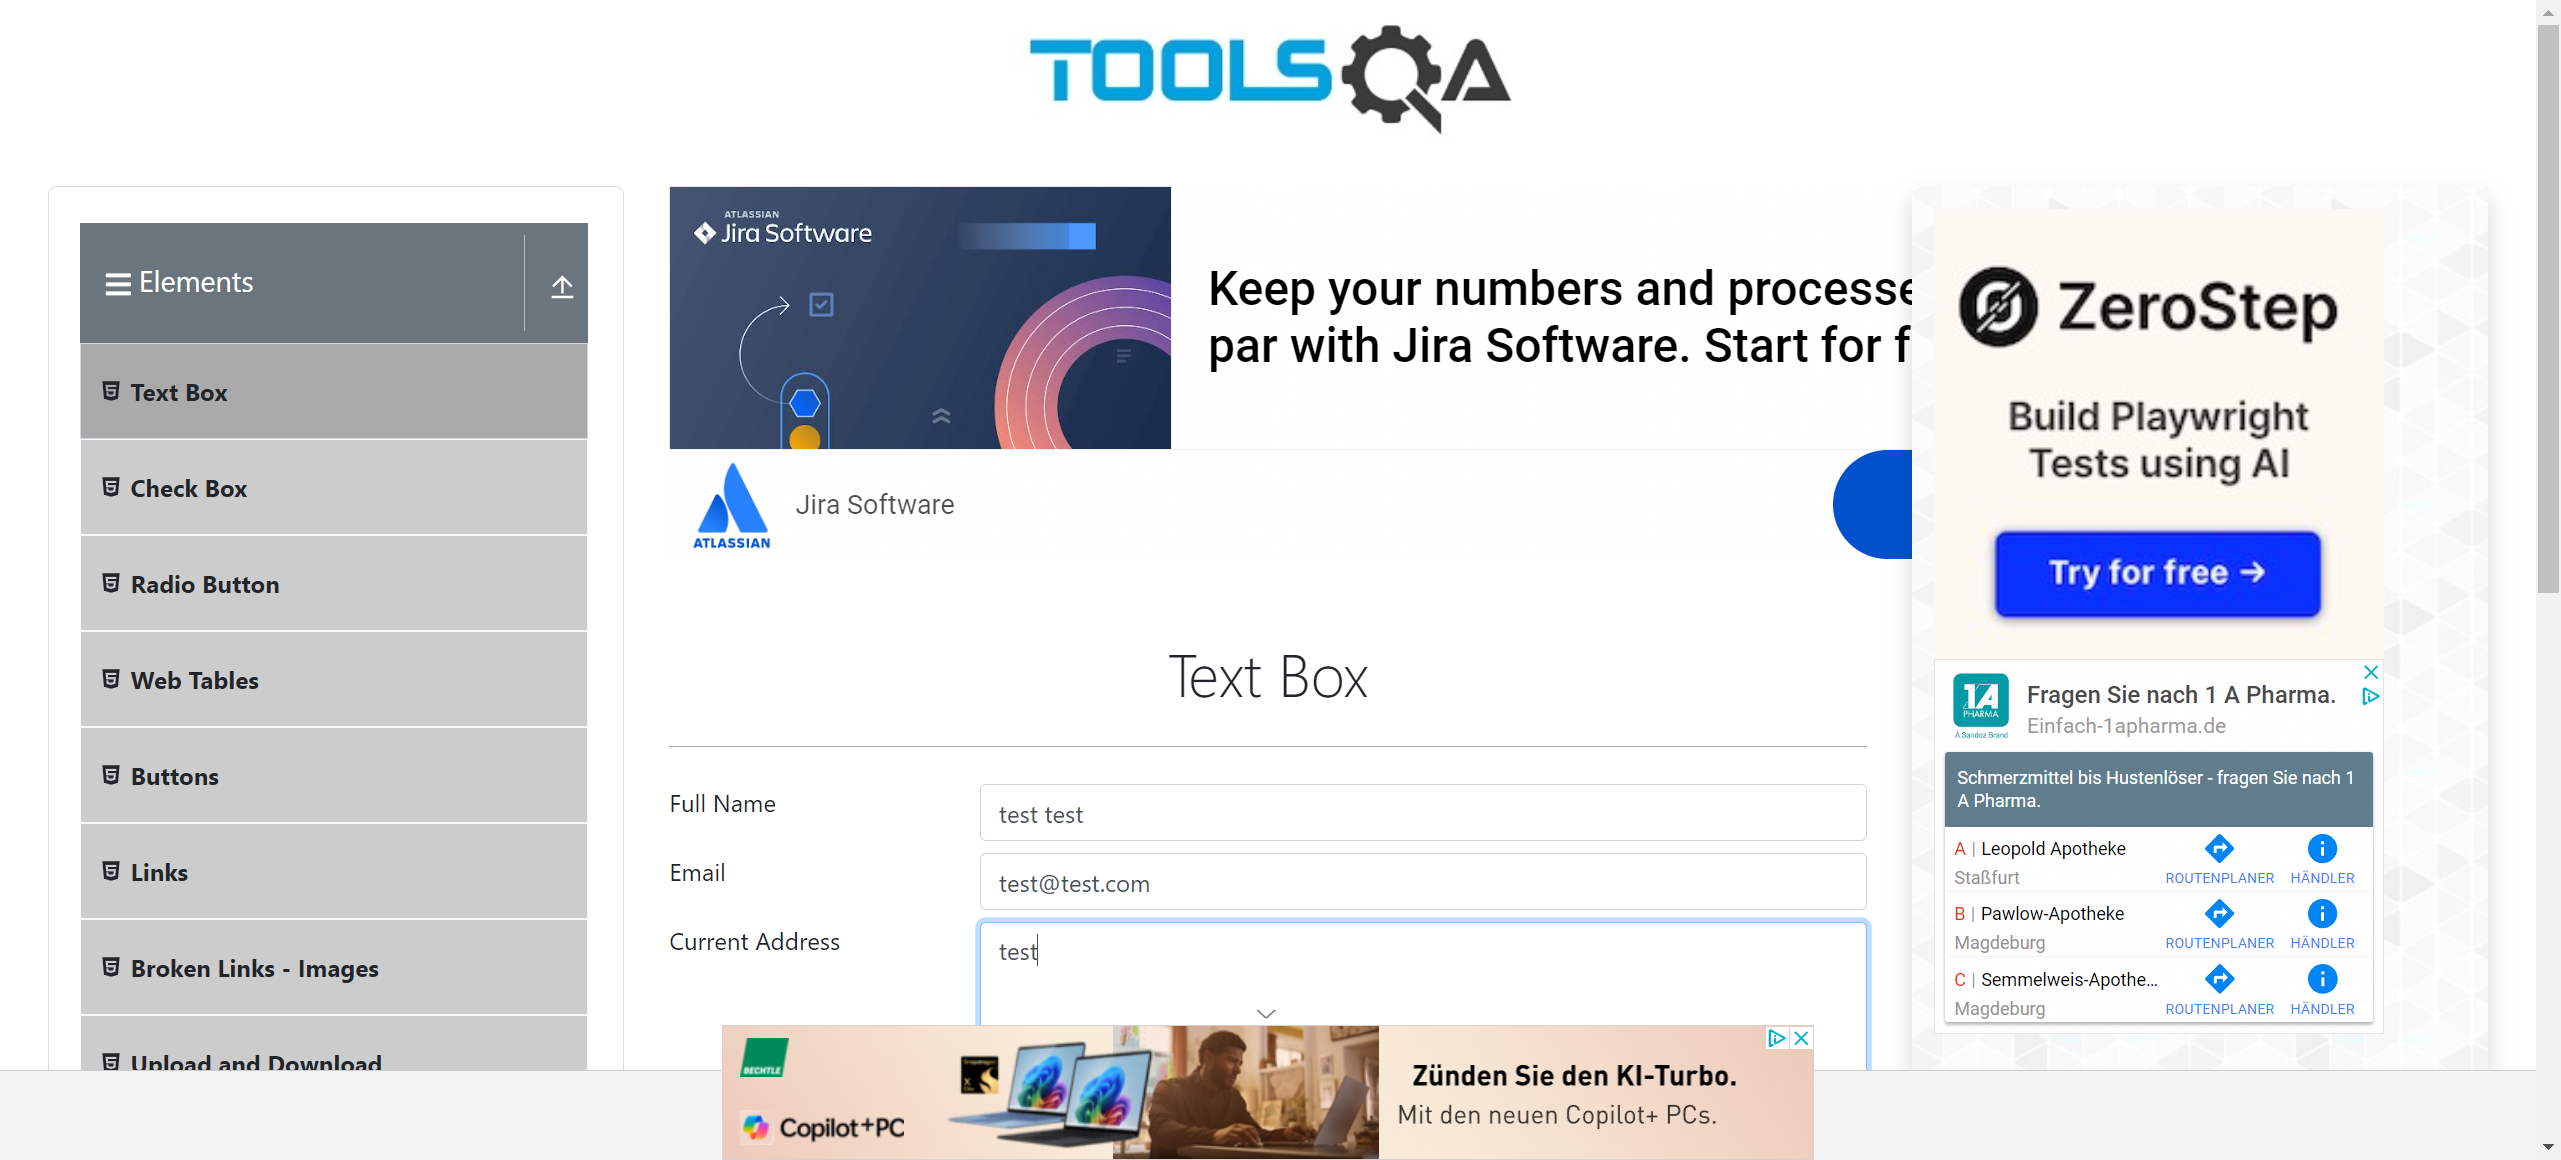 TOOLSQA
Elements
Text Box
Check Box
Radio Button
Web Tables
Buttons
Links
Broken Links - Images
Upload and Download
ATLASSIAN
Jira Software
Keep your numbers and processe
par with Jira Software. Start for f
ATLASSIAN
Jira Software
Text Box
Full Name
test test
Email
test@test.com
Current Address
test
ZeroStep
Build Playwright
Tests using AI
Try for free →
1A
PHARMA
A Sandoz Brand
Fragen Sie nach 1 A Pharma.
Einfach-1apharma.de
Schmerzmittel bis Hustenlöser - fragen Sie nach 1
A Pharma.
A | Leopold Apotheke
Staßfurt
ROUTENPLANER
HÄNDLER
B | Pawlow-Apotheke
Magdeburg
ROUTENPLANER
HÄNDLER
C | Semmelweis-Apothe...
Magdeburg
ROUTENPLANER
HÄNDLER
BECHTLE
Copilot+PC
Zünden Sie den KI-Turbo.
Mit den neuen Copilot+ PCs.